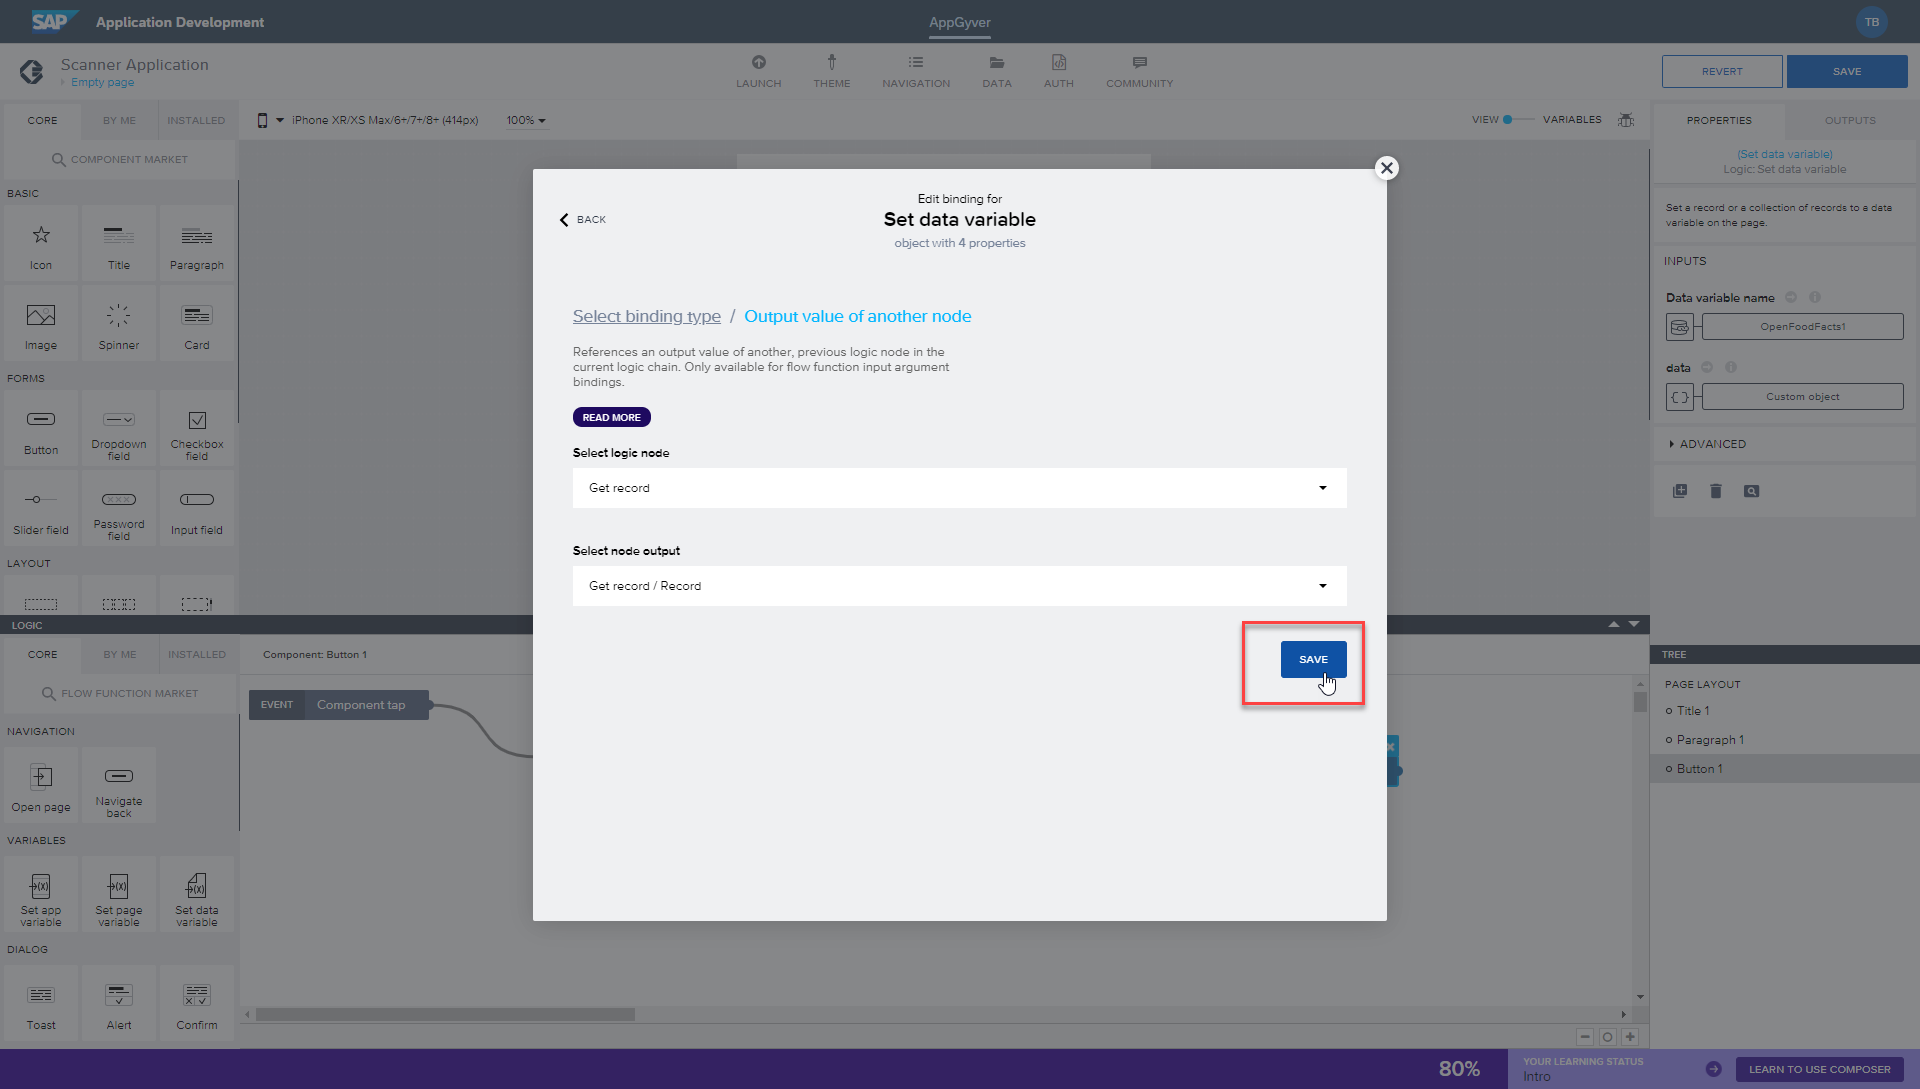 SAP Application Development
AppGyver
TB
Scanner Application
Empty page
LAUNCH
THEME
NAVIGATION
DATA
AUTH
COMMUNITY
REVERT
SAVE
CORE
BY ME
INSTALLED
COMPONENT MARKET
BASIC
Icon
Title
Paragraph
Image
Spinner
Card
FORMS
Button
Dropdown
field
Checkbox
field
Slider field
Password
field
Input field
LAYOUT
iPhone XR/XS Max/6+/7+/8+ (414px)
100%
VIEW
VARIABLES
Edit binding for
BACK
Set data variable
object with 4 properties
Select binding type / Output value of another node
References an output value of another, previous logic node in the
current logic chain. Only available for flow function input argument
bindings.
READ MORE
Select logic node
Get record
Select node output
Get record / Record
SAVE
PROPERTIES
OUTPUTS
(Set data variable)
Logic: Set data variable
Set a record or a collection of records to a data
variable on the page.
INPUTS
Data variable name
OpenFoodFacts1
data
Custom object
ADVANCED
LOGIC
CORE
BY ME
INSTALLED
FLOW FUNCTION MARKET
NAVIGATION
Open page
Navigate
back
VARIABLES
Set app
variable
Set page
variable
Set data
variable
DIALOG
Toast
Alert
Confirm
Component: Button 1
EVENT
Component tap
TREE
PAGE LAYOUT
Title 1
Paragraph 1
Button 1
80%
YOUR LEARNING STATUS
Intro
LEARN TO USE COMPOSER